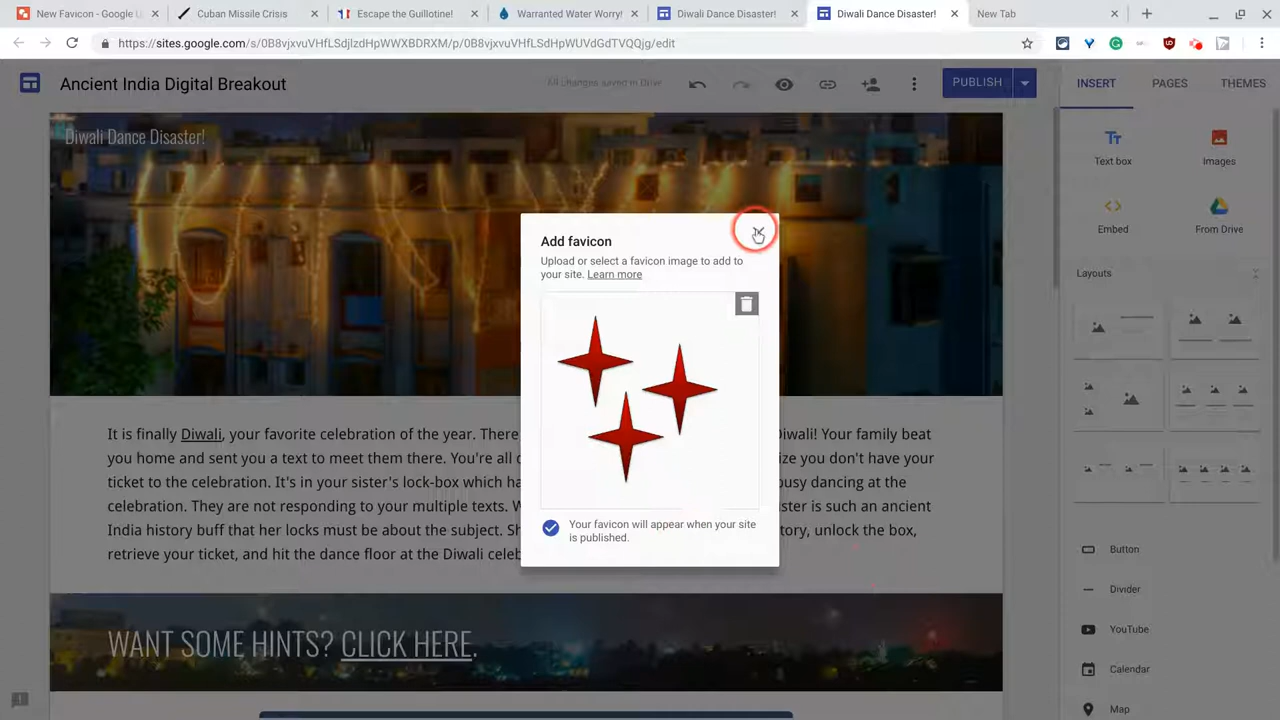 New Favicon - Google
Cuban Missile Crisis
Escape the Guillotine!
Warranted Water Worry!
Diwali Dance Disaster!
Diwali Dance Disaster!
New Tab
https://sites.google.com/s/0B8vjxvuVHfLSdjlzdHpWWXBDRXM/p/0B8vjxvuVHfLSdHpWUVdGdTVQQjg/edit
Ancient India Digital Breakout
All changes saved in Drive
PUBLISH
INSERT
PAGES
THEMES
Diwali Dance Disaster!
Tt
Text box
Images
Embed
From Drive
Layouts
Add favicon
Upload or select a favicon image to add to
your site. Learn more
Your favicon will appear when your site
is published.
It is finally Diwali, your favorite celebration of the year. There
Diwali! Your family beat
you home and sent you a text to meet them there. You're all
ize you don't have your
ticket to the celebration. It's in your sister's lock-box which
busy dancing at the
celebration. They are not responding to your multiple texts.
ster is such an ancient
India history buff that her locks must be about the subject.
tory, unlock the box,
retrieve your ticket, and hit the dance floor at the Diwali
WANT SOME HINTS? CLICK HERE.
Button
Divider
YouTube
Calendar
Map